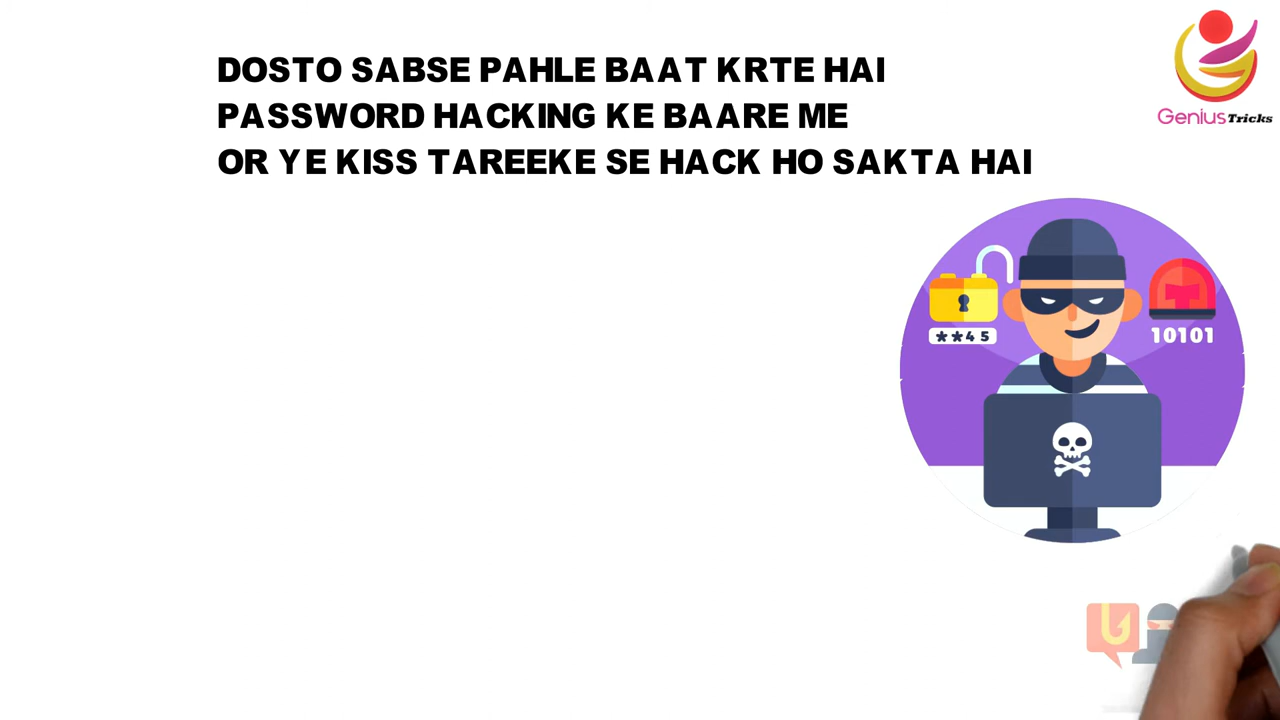 DOSTO SABSE PAHLE BAAT KRTE HAI
PASSWORD HACKING KE BAARE ME
OR YE KISS TAREEKE SE HACK HO SAKTA HAI
Genius Tricks
**45
10101